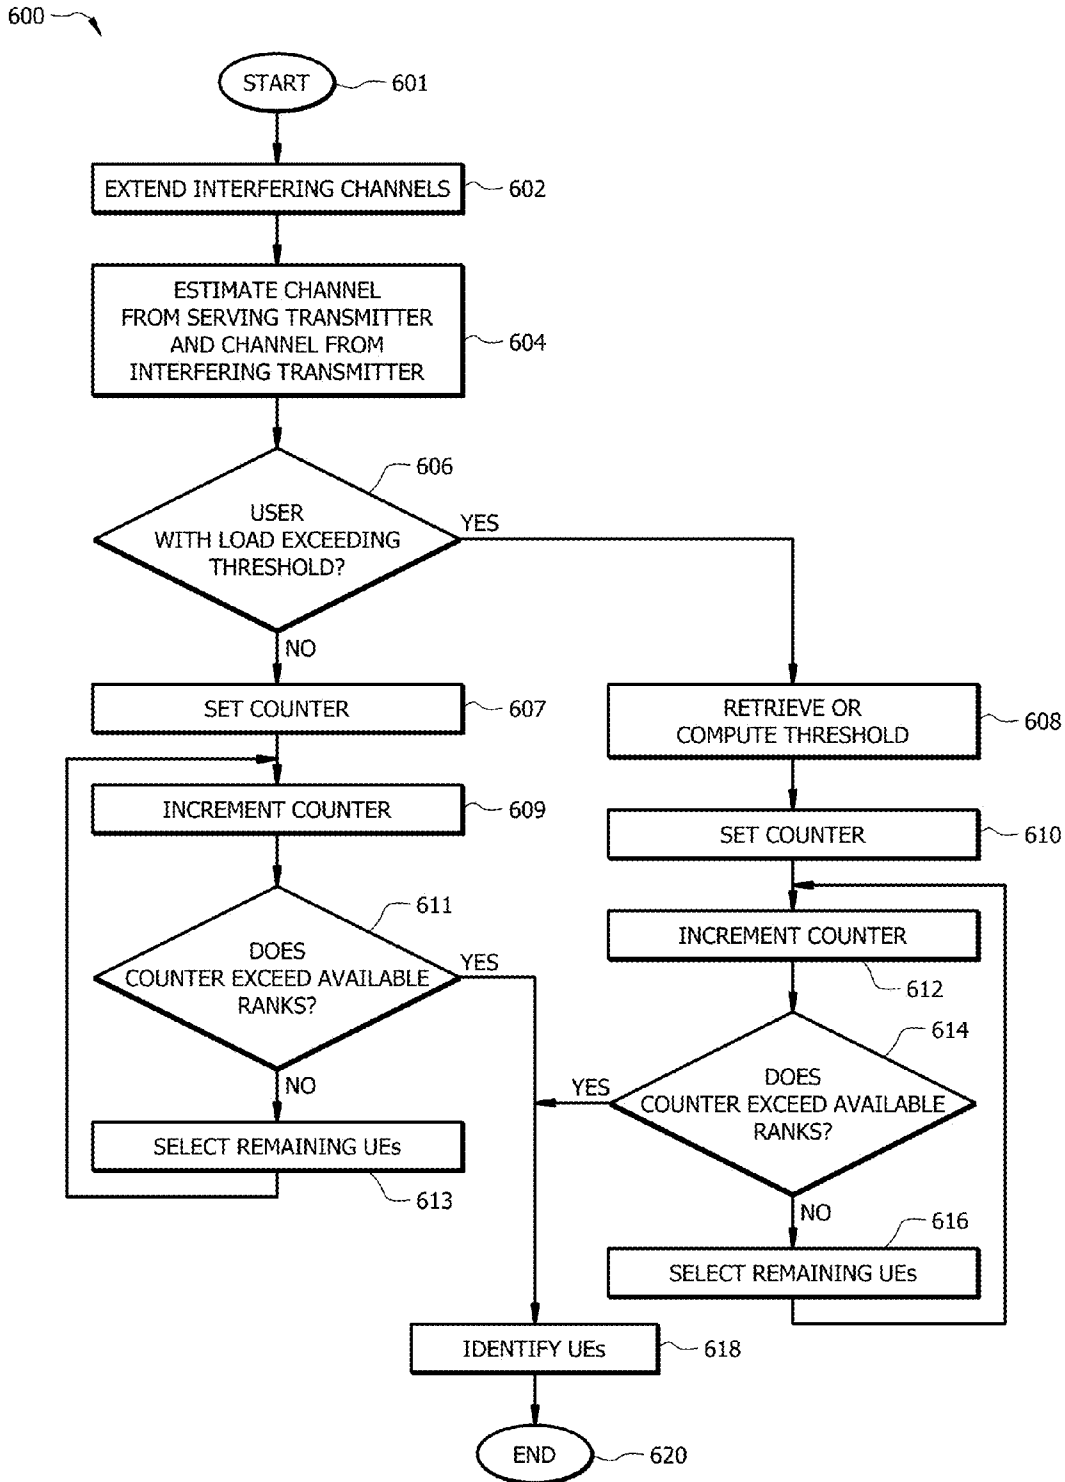 600
START
601
EXTEND INTERFERING CHANNELS
602
ESTIMATE CHANNEL
FROM SERVING TRANSMITTER
AND CHANNEL FROM
INTERFERING TRANSMITTER
604
606
USER
WITH LOAD EXCEEDING
THRESHOLD?
YES
NO
SET COUNTER
607
RETRIEVE OR
COMPUTE THRESHOLD
608
INCREMENT COUNTER
609
SET COUNTER
610
611
DOES
COUNTER EXCEED AVAILABLE
RANKS?
YES
NO
INCREMENT COUNTER
612
614
DOES
COUNTER EXCEED AVAILABLE
RANKS?
YES
NO
SELECT REMAINING UEs
613
616
SELECT REMAINING UEs
IDENTIFY UEs
618
END
620